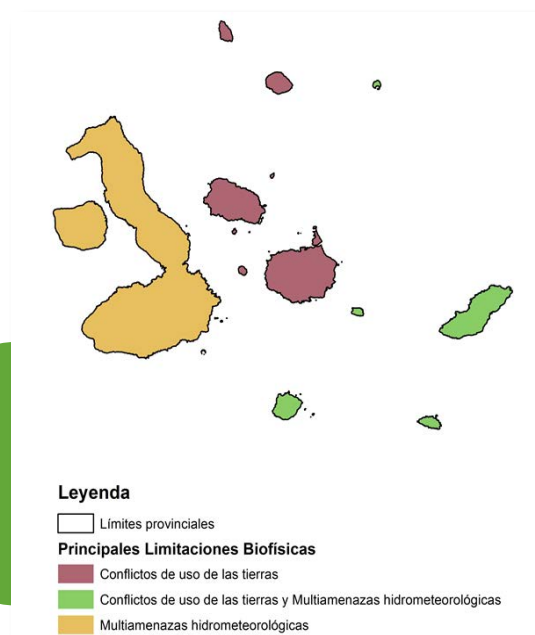 Leyenda
Límites provinciales
Principales Limitaciones Biofísicas
Conflictos de uso de las tierras
Conflictos de uso de las tierras y Multiamenazas hidrometeorológicas
Multiamenazas hidrometeorológicas